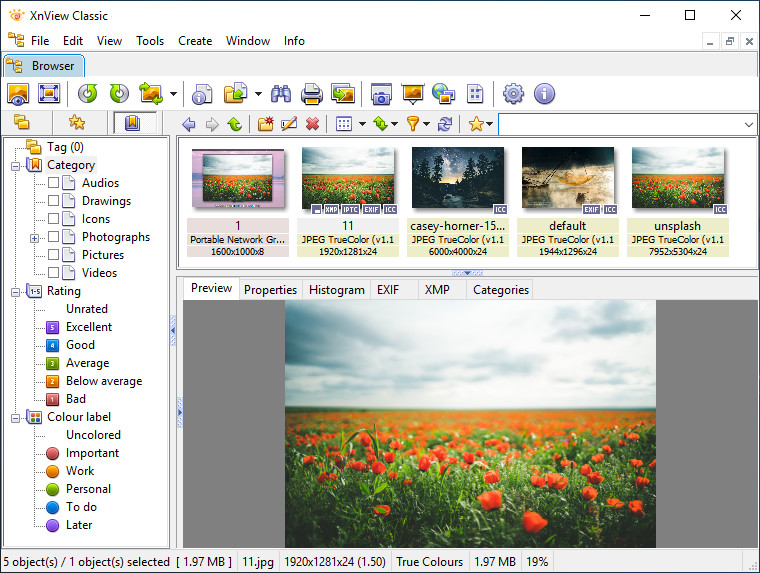 XnView Classic
File Edit View Tools Create Window Info
Browser
Tag (0)
Category
Audios
Drawings
Icons
Photographs
Pictures
Videos
Rating
Unrated
5 Excellent
4 Good
3 Average
2 Below average
1 Bad
Colour label
Uncolored
Important
Work
Personal
To do
Later
XMP IPTC EXIF ICC
ICC
EXIF ICC
ICC
1 11 casey-horner-15... default unsplash
Portable Network Gr... JPEG TrueColor (v1.1 JPEG TrueColor (v1.1 JPEG TrueColor (v1.1 JPEG TrueColor (v1.1
1600x1000x8 1920x1281x24 6000x4000x24 1944x1296x24 7952x5304x24
Preview Properties Histogram EXIF XMP Categories
5 object(s) / 1 object(s) selected [ 1.97 MB ] 11.jpg 1920x1281x24 (1.50) True Colours 1.97 MB 19%